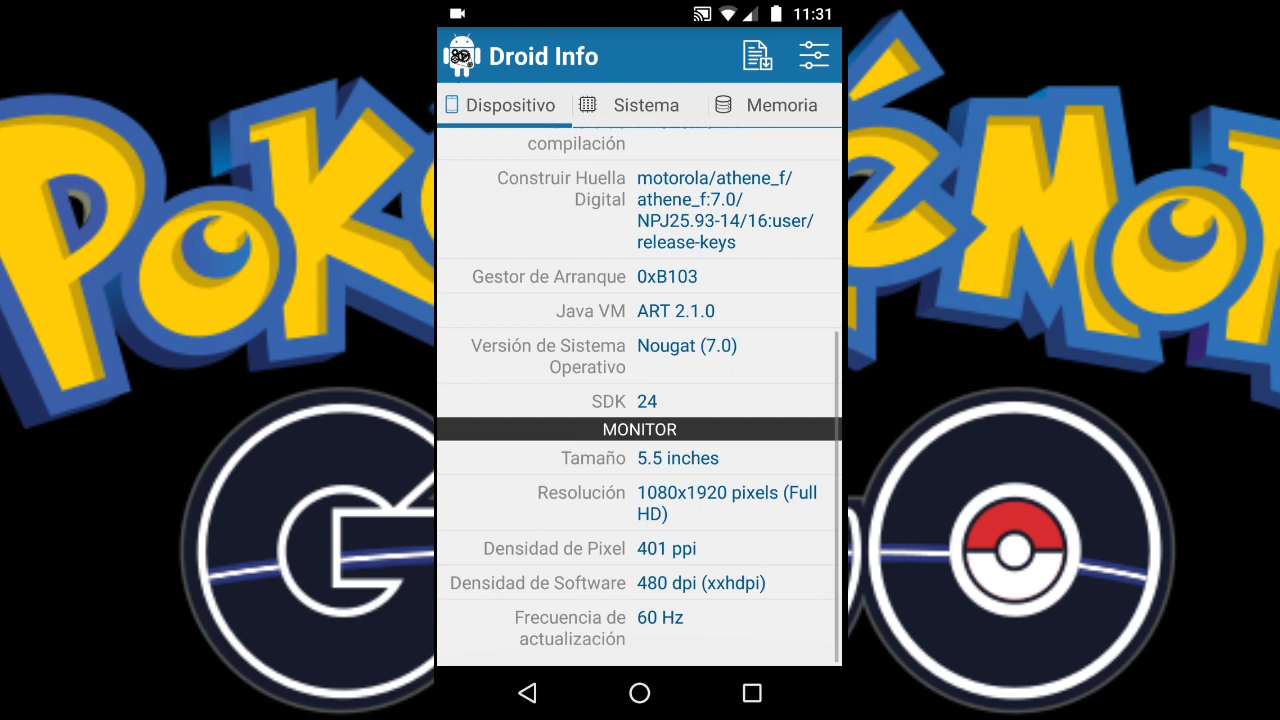 11:31
Droid Info
Dispositivo Sistema Memoria
compilación
Construir Huella Digital motorola/athene_f/
athene_f:7.0/
NPJ25.93-14/16:user/
release-keys
Gestor de Arranque 0xB103
Java VM ART 2.1.0
Versión de Sistema Operativo Nougat (7.0)
SDK 24
MONITOR
Tamaño 5.5 inches
Resolución 1080x1920 pixels (Full
HD)
Densidad de Pixel 401 ppi
Densidad de Software 480 dpi (xxhdpi)
Frecuencia de actualización 60 Hz
POK
ÉMON
GO